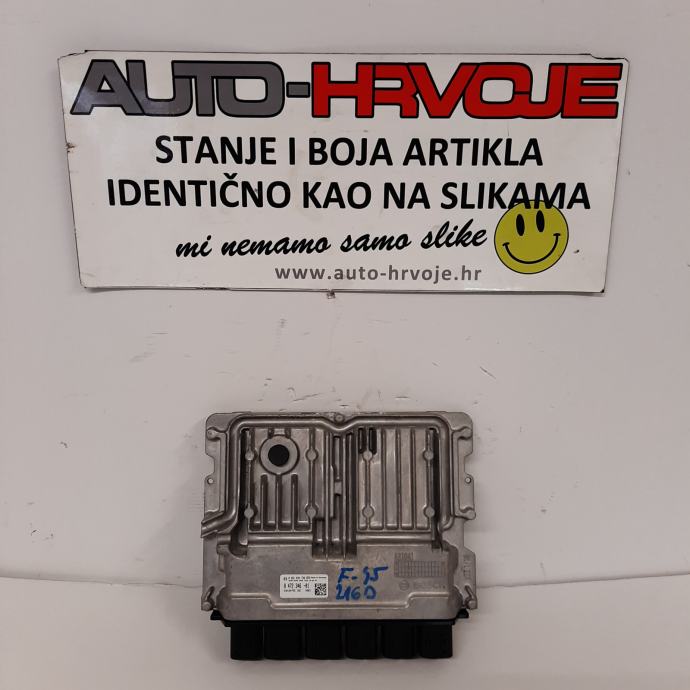 AUTO-HRVOJE
STANJE I BOJA ARTIKLA
IDENTIČNO KAO NA SLIKAMA
mi nemamo samo slike
www.auto-hrvoje.hr
F-45
216D
BOSCH